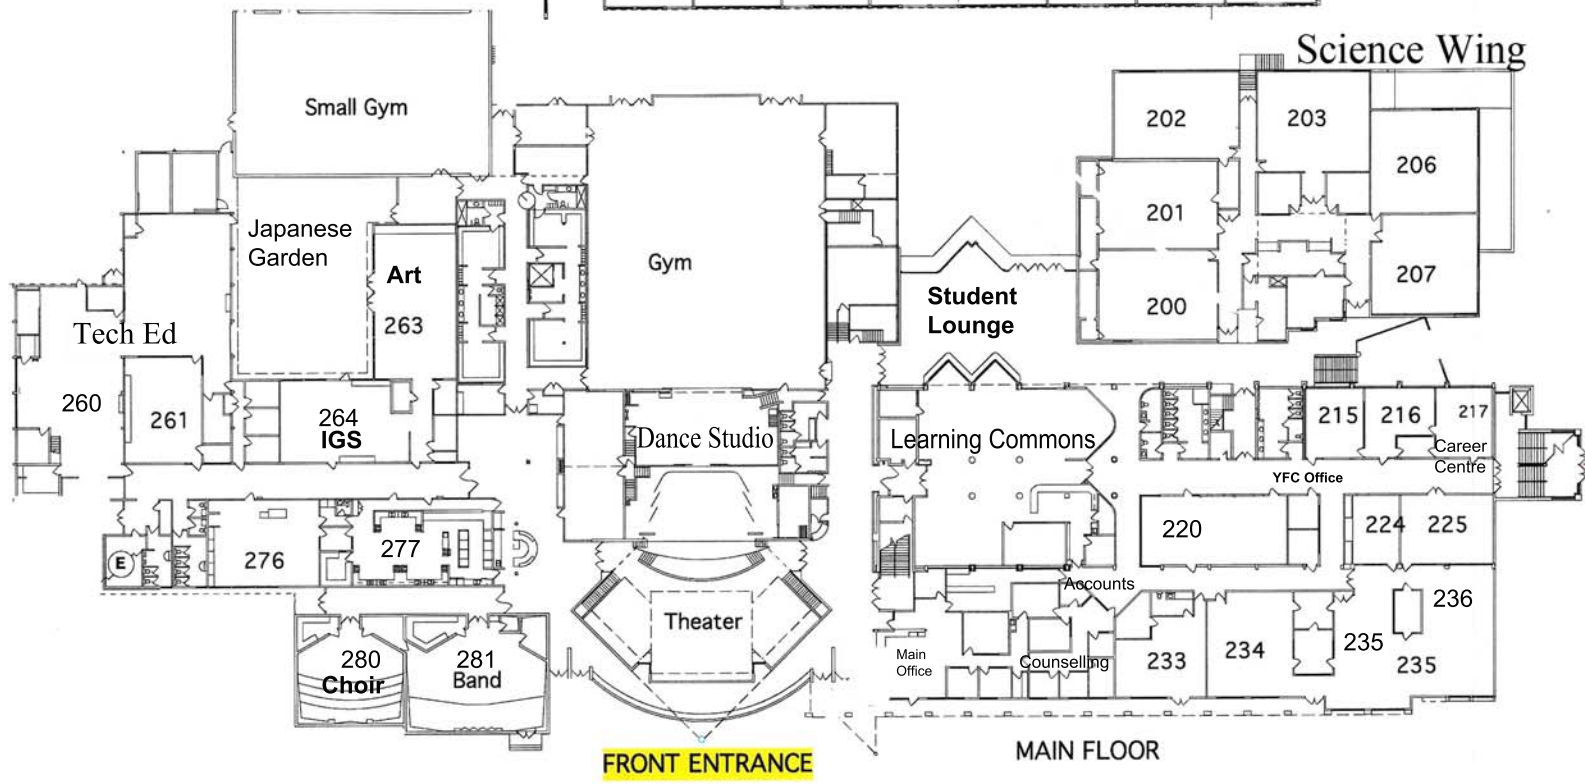 Science Wing
Small Gym
202
203
206
201
Japanese
Garden
Gym
Art
207
Student
Lounge
200
263
Tech Ed
260
261
264
IGS
Dance Studio
Learning Commons
215
216
217
Career
Centre
YFC Office
220
224
225
276
277
E
Accounts
236
Theater
235
234
233
Main
Office
Counselling
235
280
Choir
281
Band
FRONT ENTRANCE
MAIN FLOOR